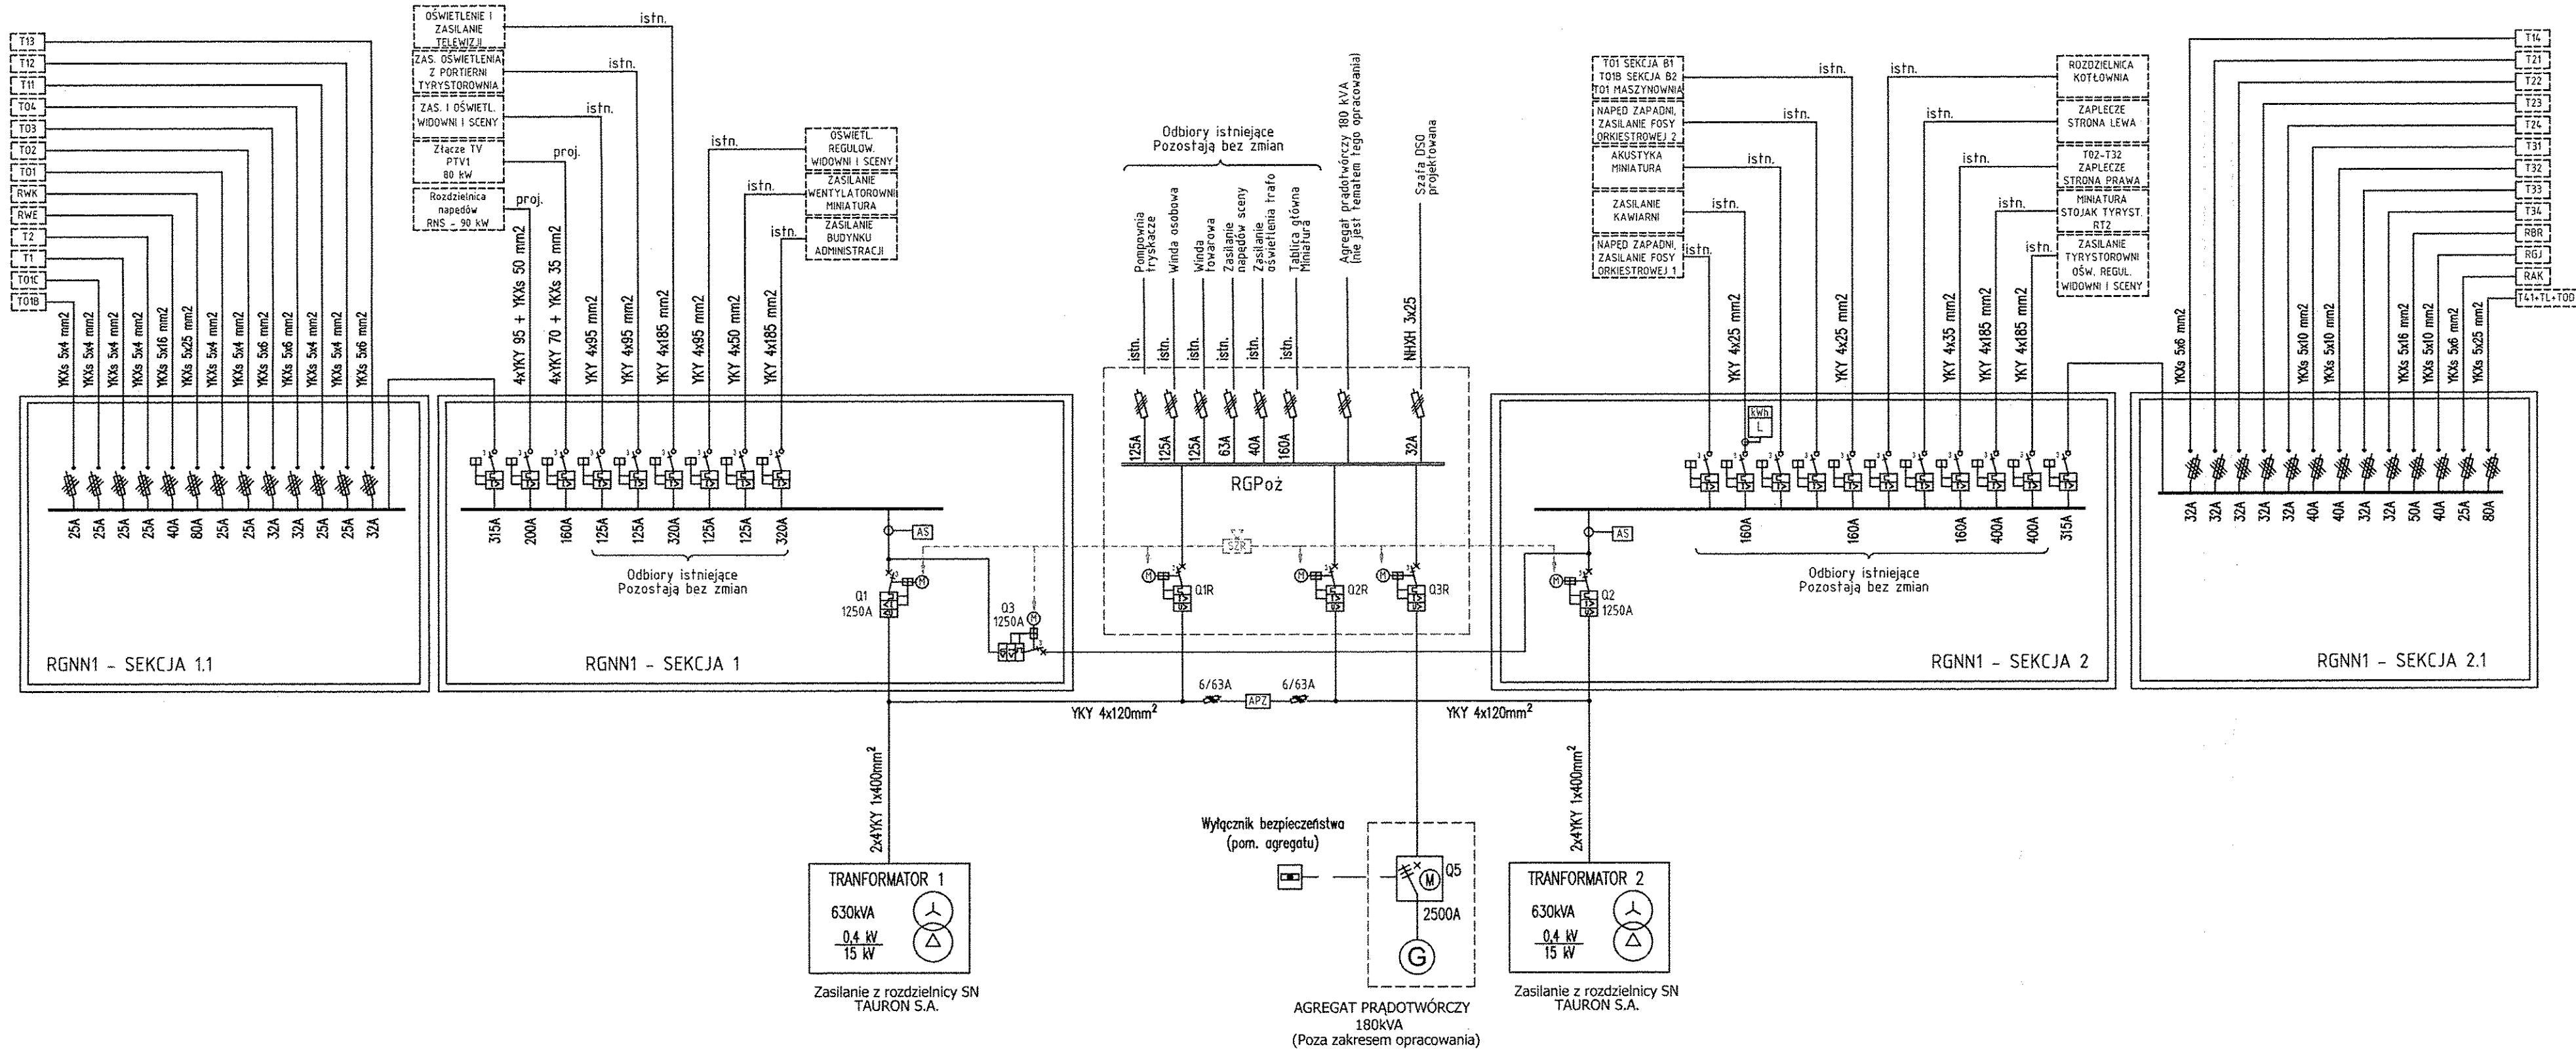 T13
T12
T11
T04
T03
T02
T01
RWK
RWE
T2
T1
T01C
T01B
YKXs 5x4 mm2
YKXs 5x4 mm2
YKXs 5x4 mm2
YKXs 5x4 mm2
YKXs 5x16 mm2
YKXs 5x25 mm2
YKXs 5x4 mm2
YKXs 5x4 mm2
YKXs 5x6 mm2
YKXs 5x6 mm2
YKXs 5x4 mm2
YKXs 5x4 mm2
YKXs 5x6 mm2
25A
25A
25A
25A
40A
80A
25A
25A
32A
32A
25A
25A
32A
RGNN1 - SEKCJA 1.1
OŚWIETLENIE I
ZASILANIE
TELEWIZJI
istn.
ZAS. OŚWIETLENIA
Z PORTIERNI
TYRYSTOROWNIA
istn.
ZAS. I OŚWIETL.
WIDOWNI I SCENY
istn.
Złącze TV
PTV1
80 kW
proj.
Rozdzielnica
napędów
RNS - 90 kW
proj.
OŚWIETL.
REGULOW.
WIDOWNI I SCENY
istn.
ZASILANIE
WENTYLATOROWNI
MINIATURA
istn.
ZASILANIE
BUDYNKU
ADMINISTRACJI
istn.
4xYKY 95 + YKXs 50 mm2
4xYKY 70 + YKXs 35 mm2
YKY 4x95 mm2
YKY 4x95 mm2
YKY 4x185 mm2
YKY 4x95 mm2
YKY 4x50 mm2
YKY 4x185 mm2
315A
200A
160A
125A
125A
320A
125A
125A
320A
Odbiory istniejące
Pozostają bez zmian
AS
M
Q1
1250A
Q3
1250A
M
RGNN1 - SEKCJA 1
Odbiory istniejące
Pozostają bez zmian
Pompownia
tryskacze
Winda osobowa
Winda
towarowa
Zasilanie
napędów sceny
Zasilanie
oświetlenia trafo
Tablica główna
Miniatura
Agregat prądotwórczy 180 kVA
(nie jest tematem tego opracowania)
Szafa DSO
projektowana
istn.
istn.
istn.
istn.
istn.
istn.
NHXH 3x25
125A
125A
125A
63A
40A
160A
32A
RGPoż
SZR
M
Q1R
M
Q2R
M
Q3R
6/63A
APZ
6/63A
YKY 4x120mm²
YKY 4x120mm²
T01 SEKCJA B1
T01B SEKCJA B2
T01 MASZYNOWNIA
istn.
NAPĘD ZAPADNI,
ZASILANIE FOSY
ORKIESTROWEJ 2
istn.
AKUSTYKA
MINIATURA
istn.
ZASILANIE
KAWIARNI
istn.
NAPĘD ZAPADNI,
ZASILANIE FOSY
ORKIESTROWEJ 1
istn.
ROZDZIELNICA
KOTŁOWNIA
istn.
ZAPLECZE
STRONA LEWA
istn.
T02-T32
ZAPLECZE
STRONA PRAWA
istn.
MINIATURA
STOJAK TYRYST.
RT2
istn.
ZASILANIE
TYRYSTOROWNI
OŚW. REGUL.
WIDOWNI I SCENY
istn.
YKY 4x25 mm2
YKY 4x25 mm2
YKY 4x35 mm2
YKY 4x185 mm2
YKY 4x185 mm2
kWh
L
160A
160A
160A
400A
400A
315A
Odbiory istniejące
Pozostają bez zmian
AS
M
Q2
1250A
RGNN1 - SEKCJA 2
T14
T21
T22
T23
T24
T31
T32
T33
T34
RBR
RGJ
RAK
T41+TL+TOD
YKXs 5x6 mm2
YKXs 5x10 mm2
YKXs 5x10 mm2
YKXs 5x16 mm2
YKXs 5x10 mm2
YKXs 5x6 mm2
YKXs 5x25 mm2
32A
32A
32A
32A
32A
40A
40A
32A
32A
50A
40A
25A
80A
RGNN1 - SEKCJA 2.1
2x4YKY 1x400mm²
2x4YKY 1x400mm²
TRANFORMATOR 1
630kVA
0,4 kV
15 kV
Zasilanie z rozdzielnicy SN
TAURON S.A.
Wyłącznik bezpieczeństwa
(pom. agregatu)
Q5
M
2500A
G
AGREGAT PRĄDOTWÓRCZY
180kVA
(Poza zakresem opracowania)
TRANFORMATOR 2
630kVA
0,4 kV
15 kV
Zasilanie z rozdzielnicy SN
TAURON S.A.